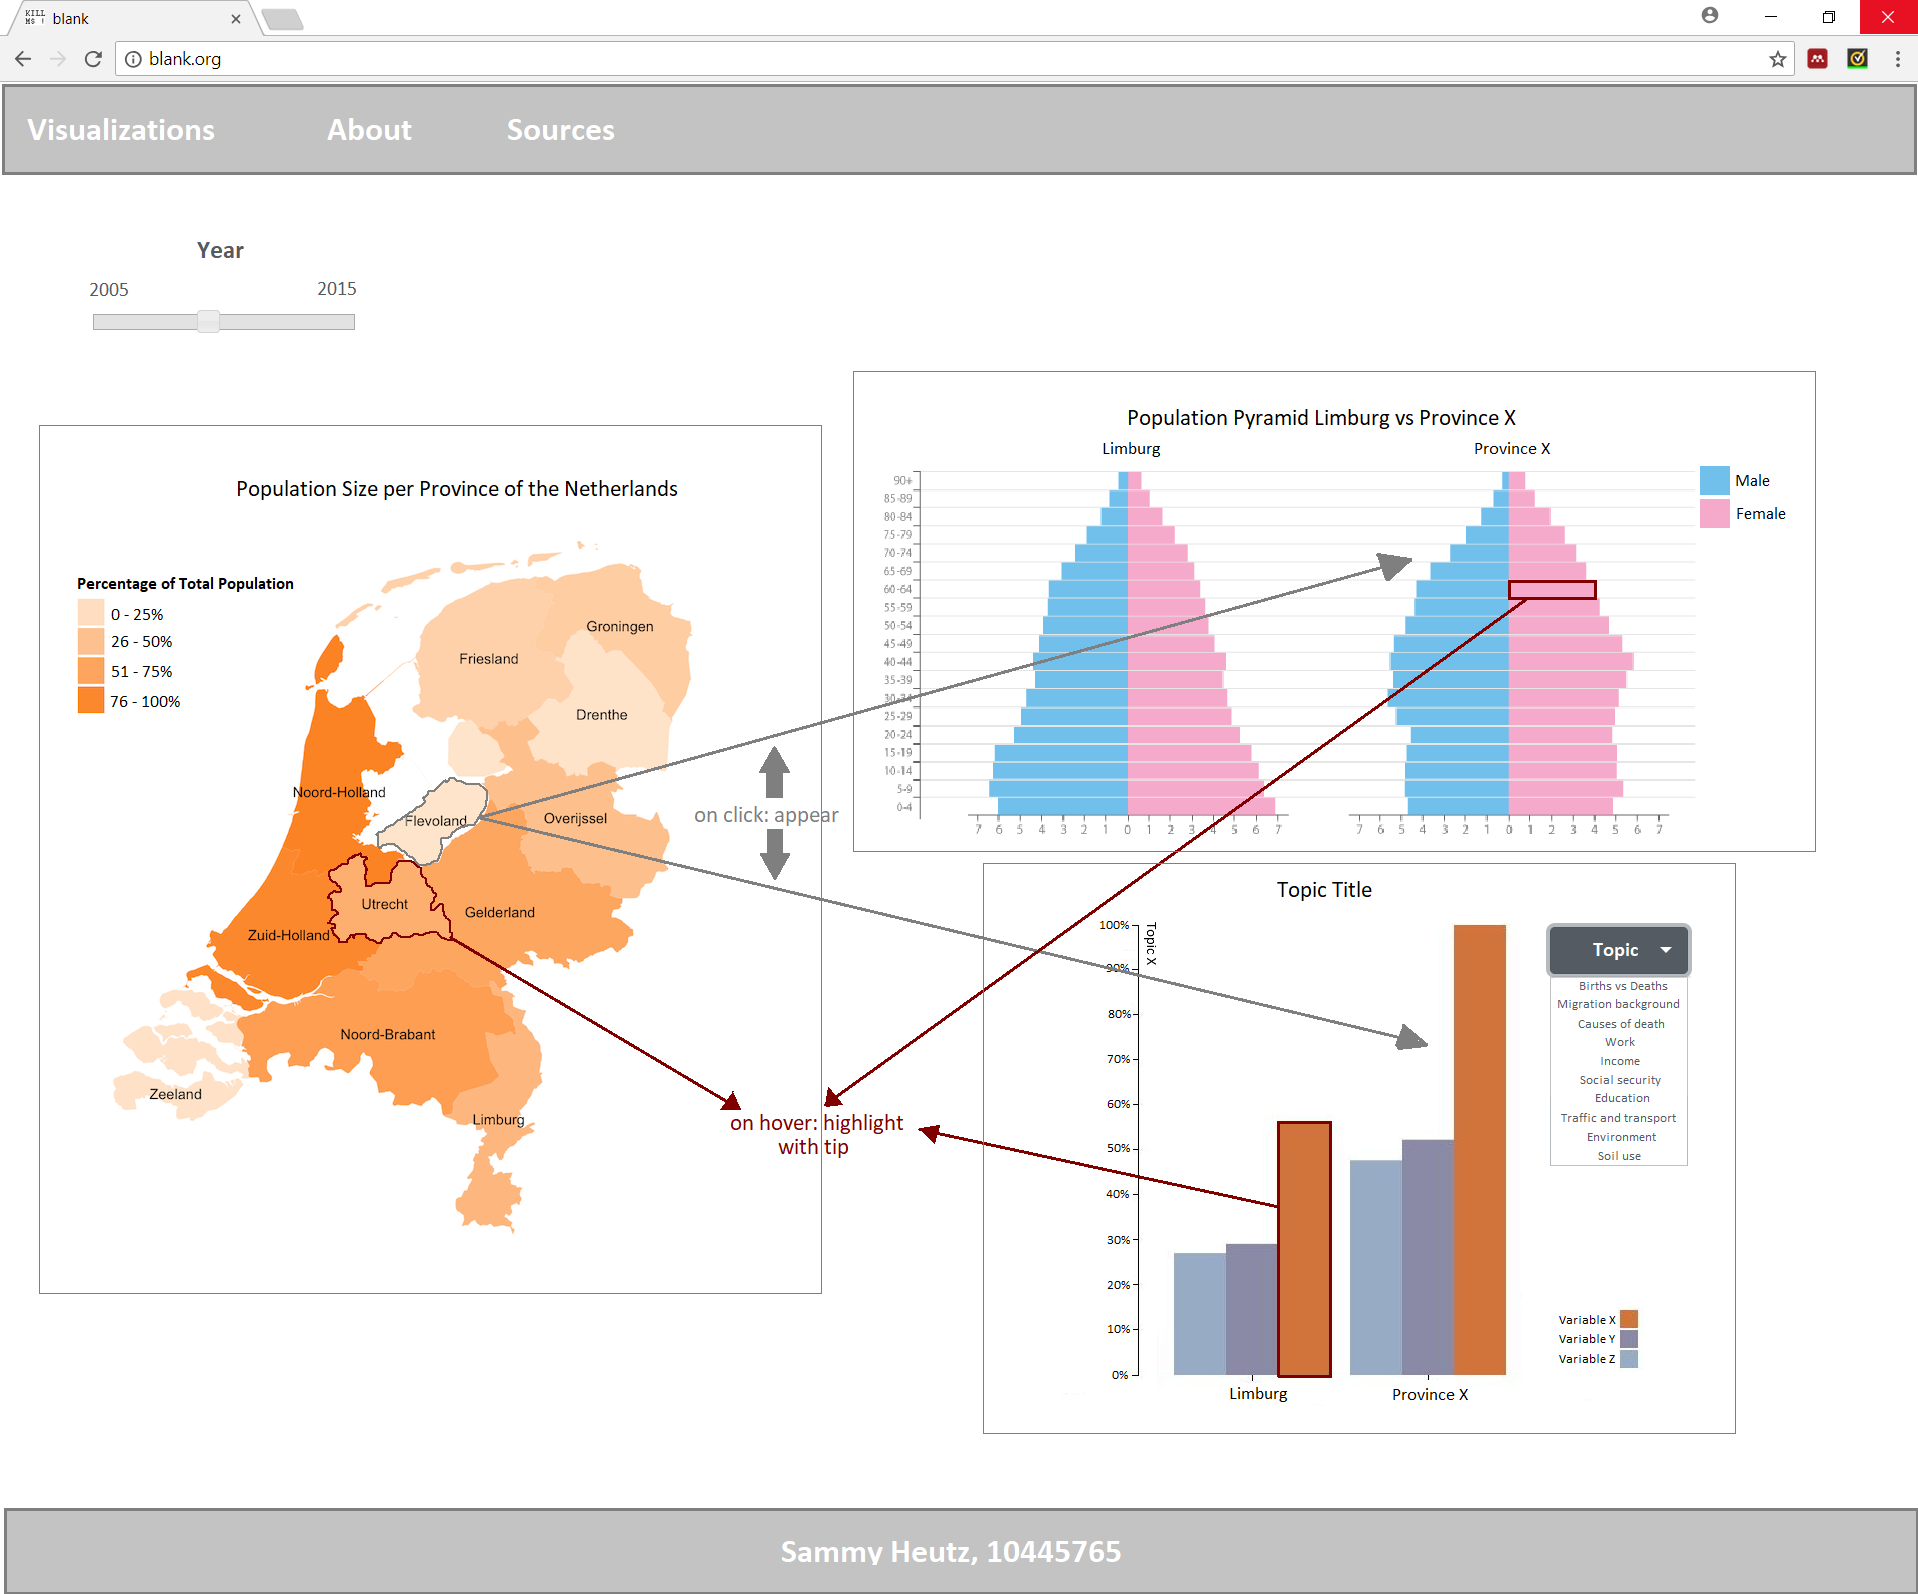 KILL
MS !
blank
blank.org
Visualizations About Sources
Year
2005 2015
Population Size per Province of the Netherlands
Percentage of Total Population
0 - 25%
26 - 50%
51 - 75%
76 - 100%
Groningen
Friesland
Drenthe
Noord-Holland
Flevoland
Overijssel
Utrecht
Gelderland
Zuid-Holland
Noord-Brabant
Zeeland
Limburg
on click: appear
on hover: highlight
with tip
Population Pyramid Limburg vs Province X
Limburg Province X
Male
Female
90+
85-89
80-84
75-79
70-74
65-69
60-64
55-59
50-54
45-49
40-44
35-39
30-34
25-29
20-24
15-19
10-14
5-9
0-4
7 6 5 4 3 2 1 0 1 2 3 4 5 6 7 7 6 5 4 3 2 1 0 1 2 3 4 5 6 7
Topic Title
Topic X
100%
90%
80%
70%
60%
50%
40%
30%
20%
10%
0%
Limburg Province X
Topic
Births vs Deaths
Migration background
Causes of death
Work
Income
Social security
Education
Traffic and transport
Environment
Soil use
Variable X
Variable Y
Variable Z
Sammy Heutz, 10445765